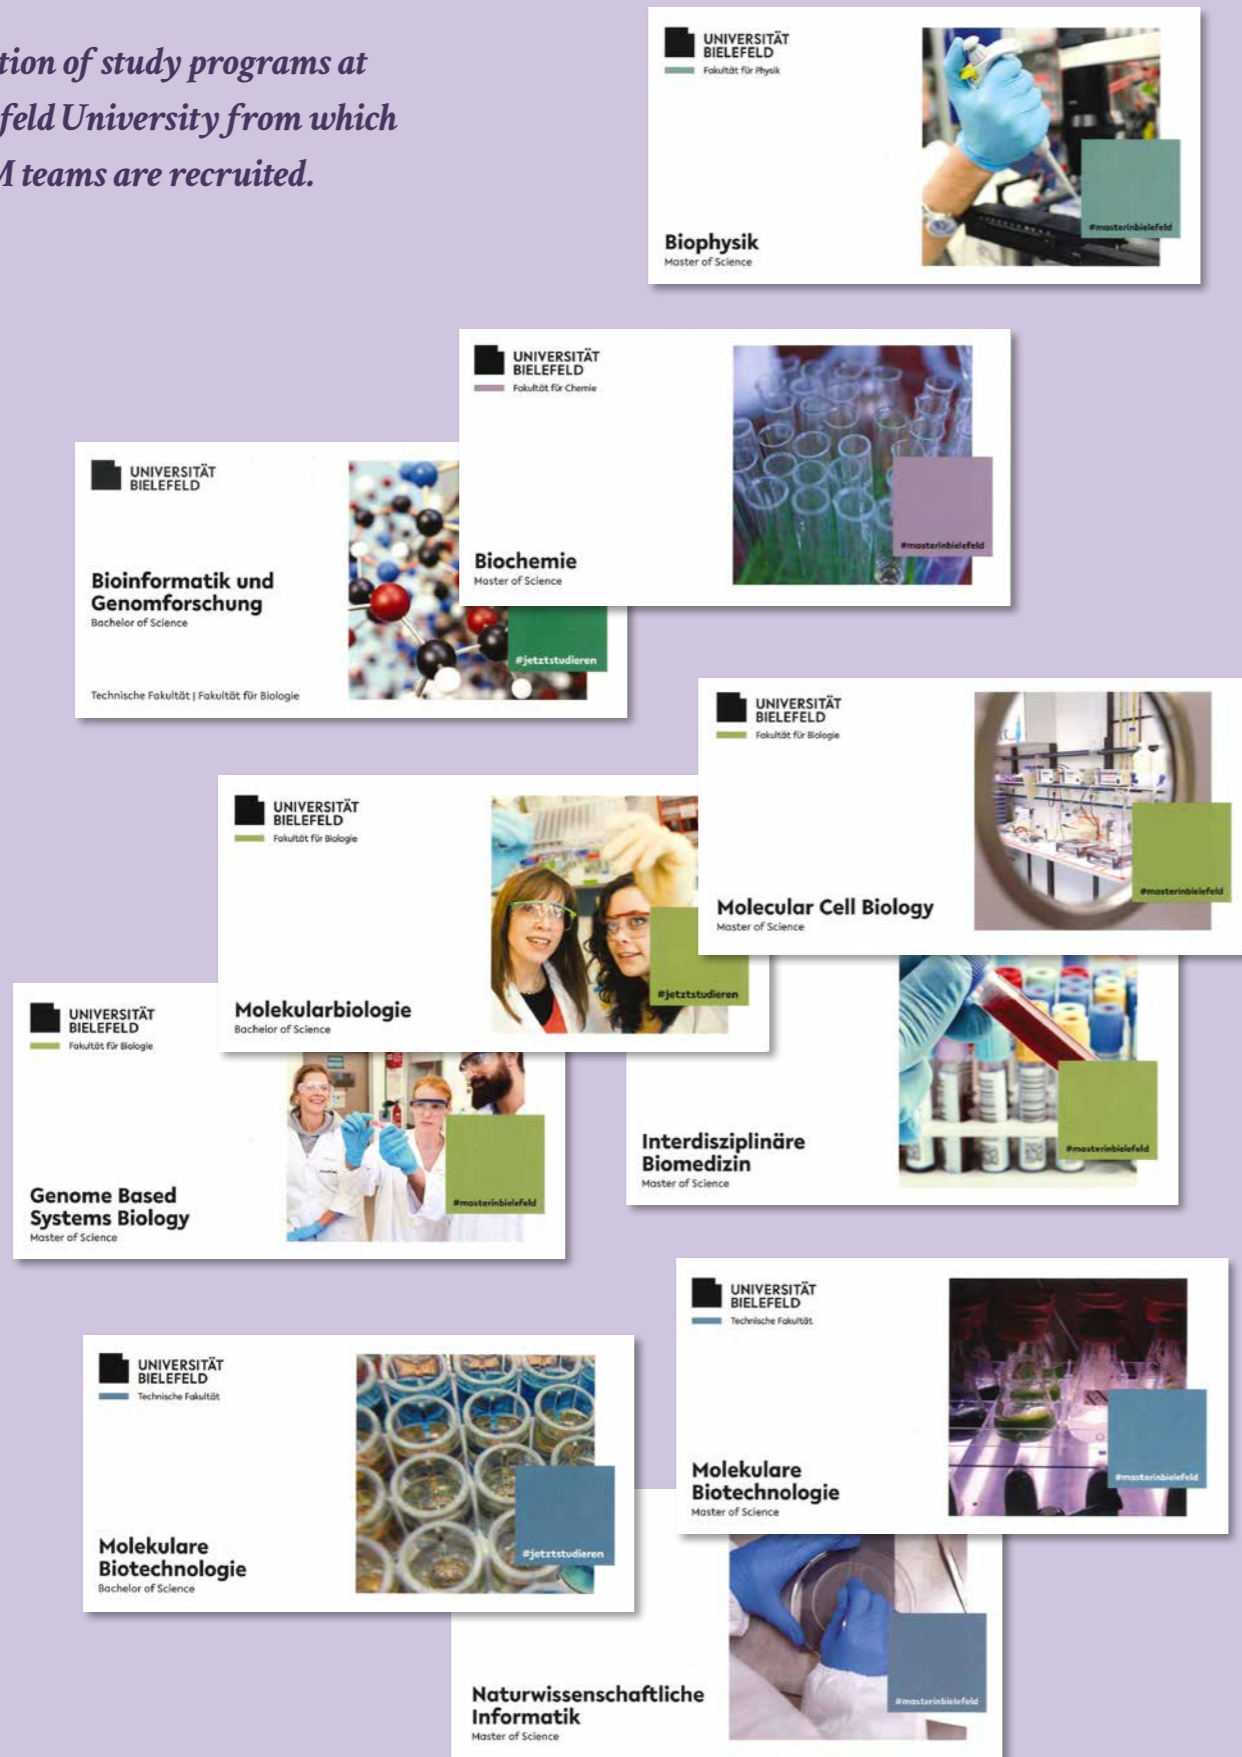 tion of study programs at
feld University from which
M teams are recruited.
UNIVERSITÄT
BIELEFELD
Fakultät für Physik
#masterinbielefeld
Biophysik
Master of Science
UNIVERSITÄT
BIELEFELD
Fakultät für Chemie
#masterinbielefeld
Biochemie
Master of Science
UNIVERSITÄT
BIELEFELD
Bioinformatik und
Genomforschung
Bachelor of Science
#jetztstudieren
Technische Fakultät | Fakultät für Biologie
UNIVERSITÄT
BIELEFELD
Fakultät für Biologie
#masterinbielefeld
Molecular Cell Biology
Master of Science
UNIVERSITÄT
BIELEFELD
Fakultät für Biologie
#jetztstudieren
Molekularbiologie
Bachelor of Science
UNIVERSITÄT
BIELEFELD
Fakultät für Biologie
#masterinbielefeld
Genome Based
Systems Biology
Master of Science
#masterinbielefeld
Interdisziplinäre
Biomedizin
Master of Science
UNIVERSITÄT
BIELEFELD
Technische Fakultät
#masterinbielefeld
Molekulare
Biotechnologie
Master of Science
UNIVERSITÄT
BIELEFELD
Technische Fakultät
#jetztstudieren
Molekulare
Biotechnologie
Bachelor of Science
#masterinbielefeld
Naturwissenschaftliche
Informatik
Master of Science